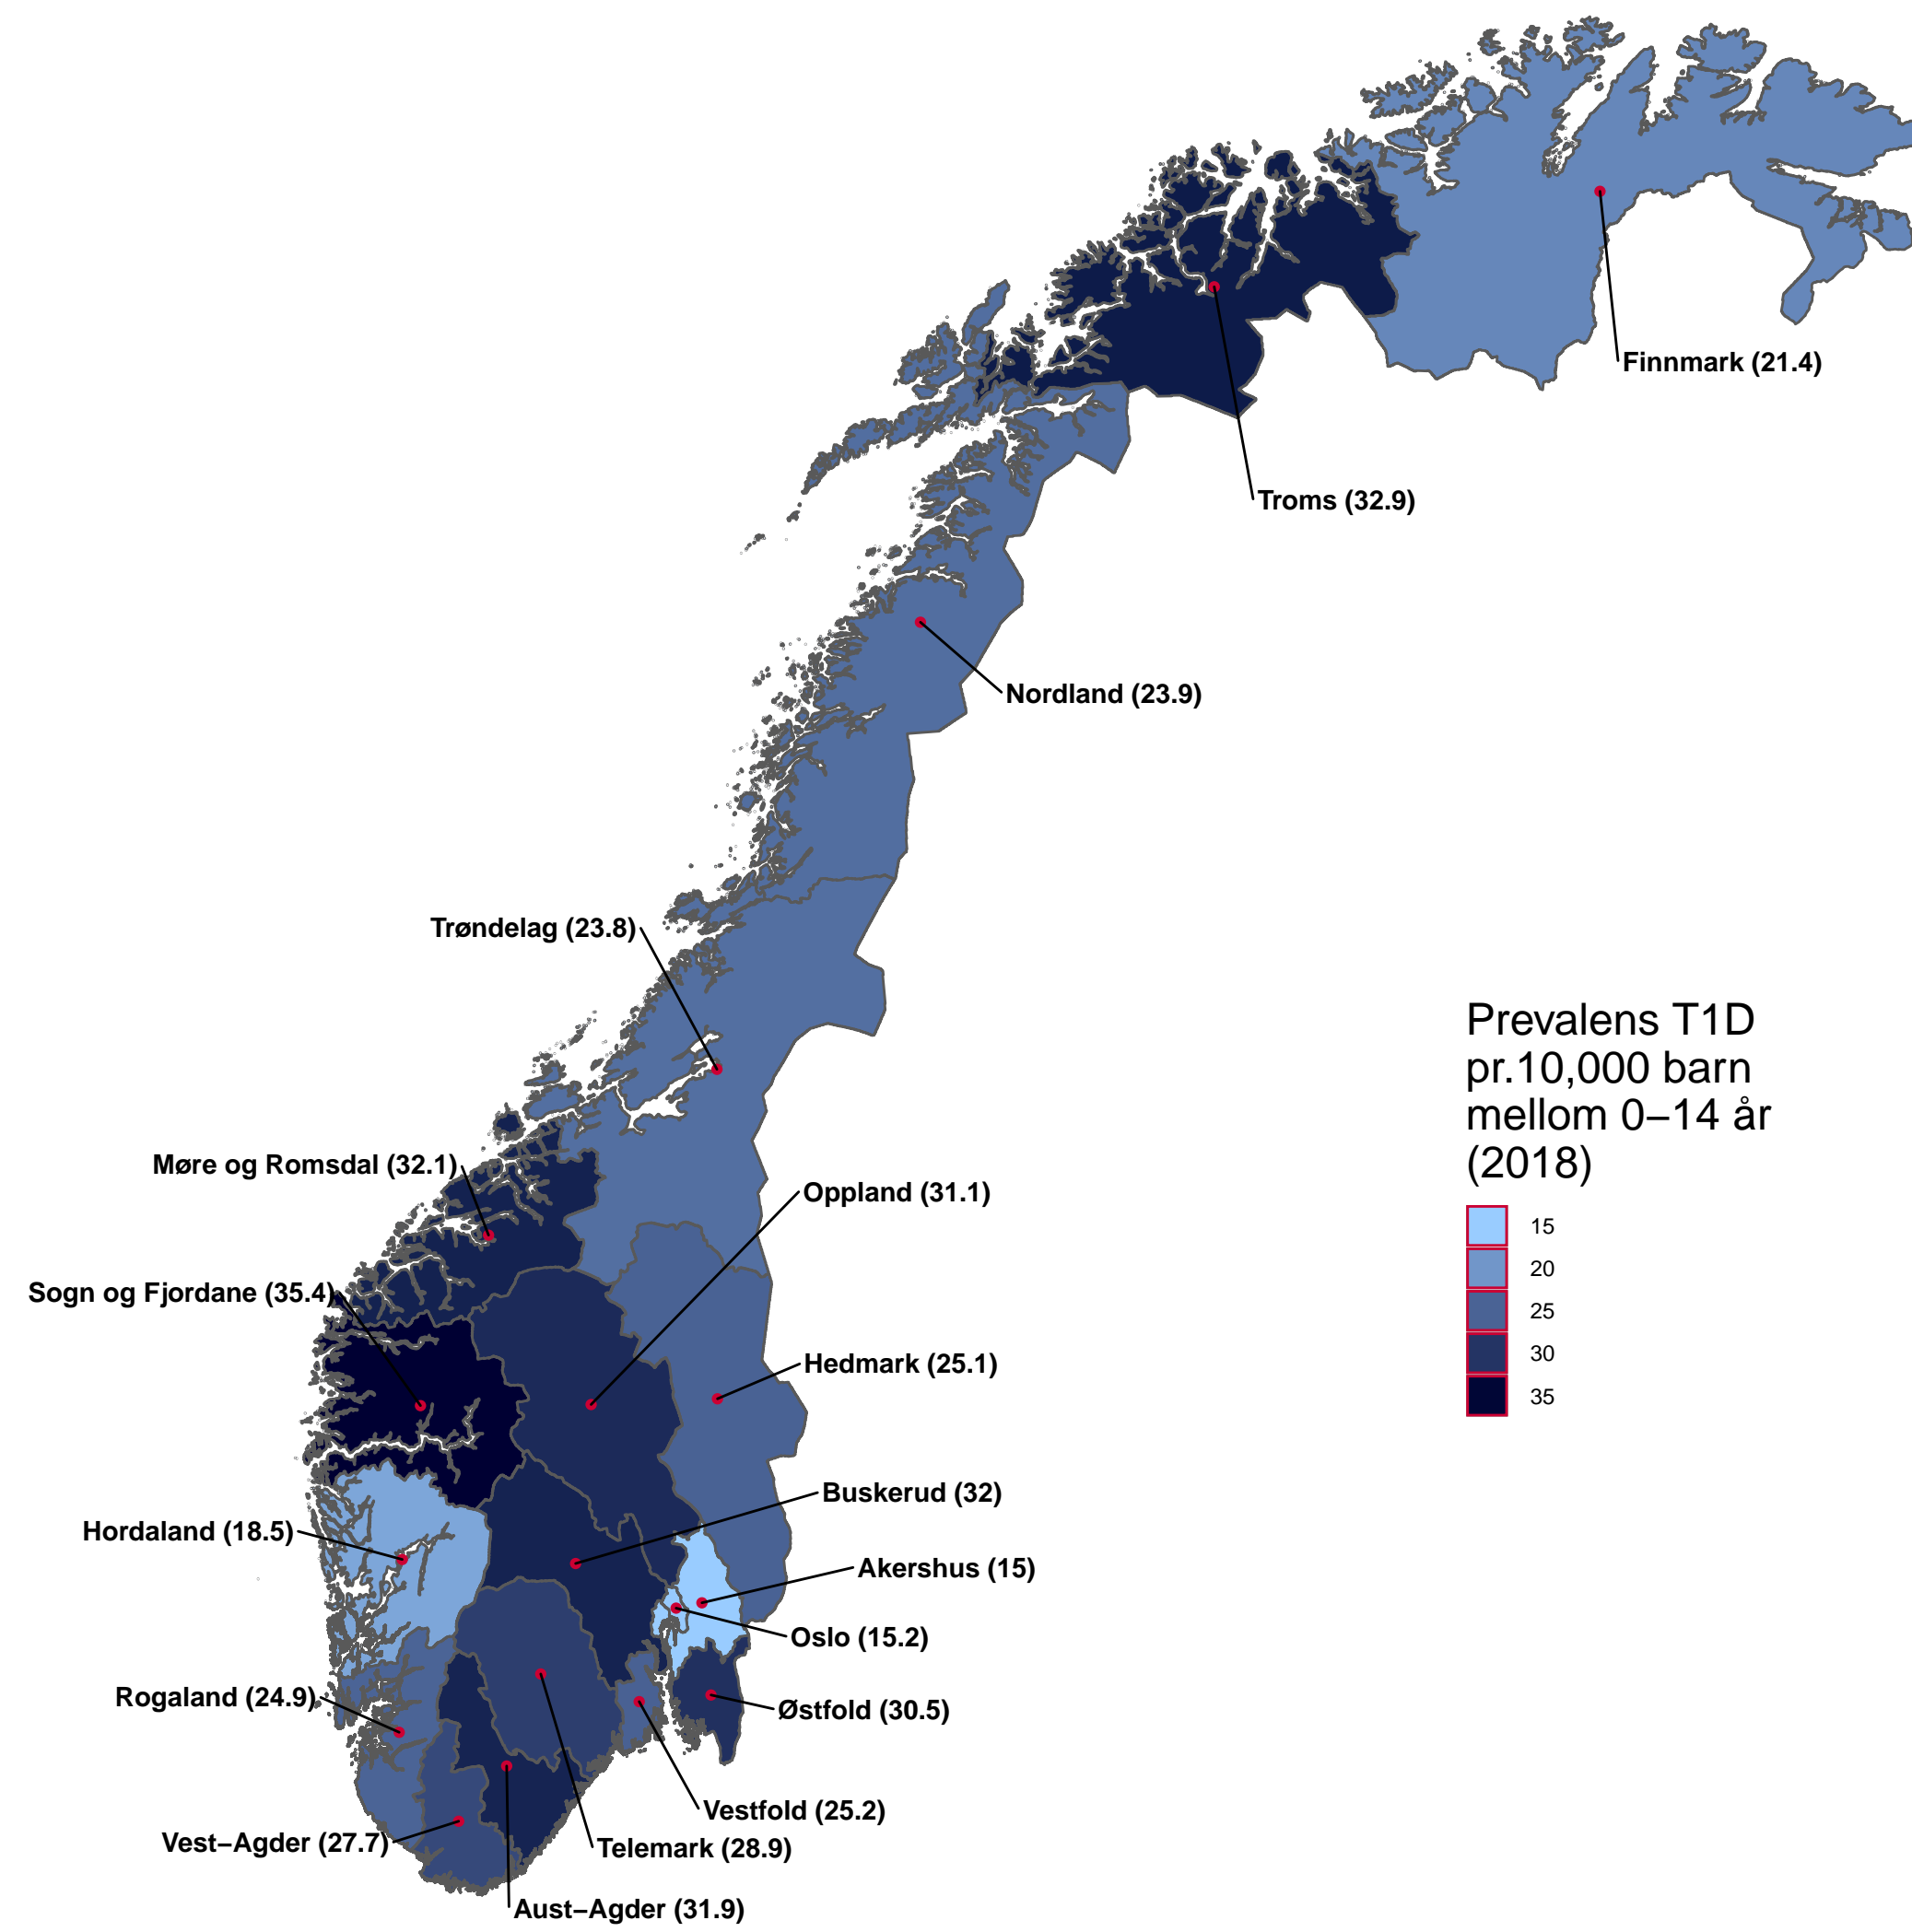 Finnmark (21.4)
Troms (32.9)
Nordland (23.9)
Trøndelag (23.8)
Møre og Romsdal (32.1)
Oppland (31.1)
Sogn og Fjordane (35.4)
Hedmark (25.1)
Buskerud (32)
Hordaland (18.5)
Akershus (15)
Oslo (15.2)
Rogaland (24.9)
Østfold (30.5)
Vestfold (25.2)
Vest−Agder (27.7)
Telemark (28.9)
Aust−Agder (31.9)
Prevalens T1D
pr.10,000 barn
mellom 0−14 år
(2018)
15
20
25
30
35